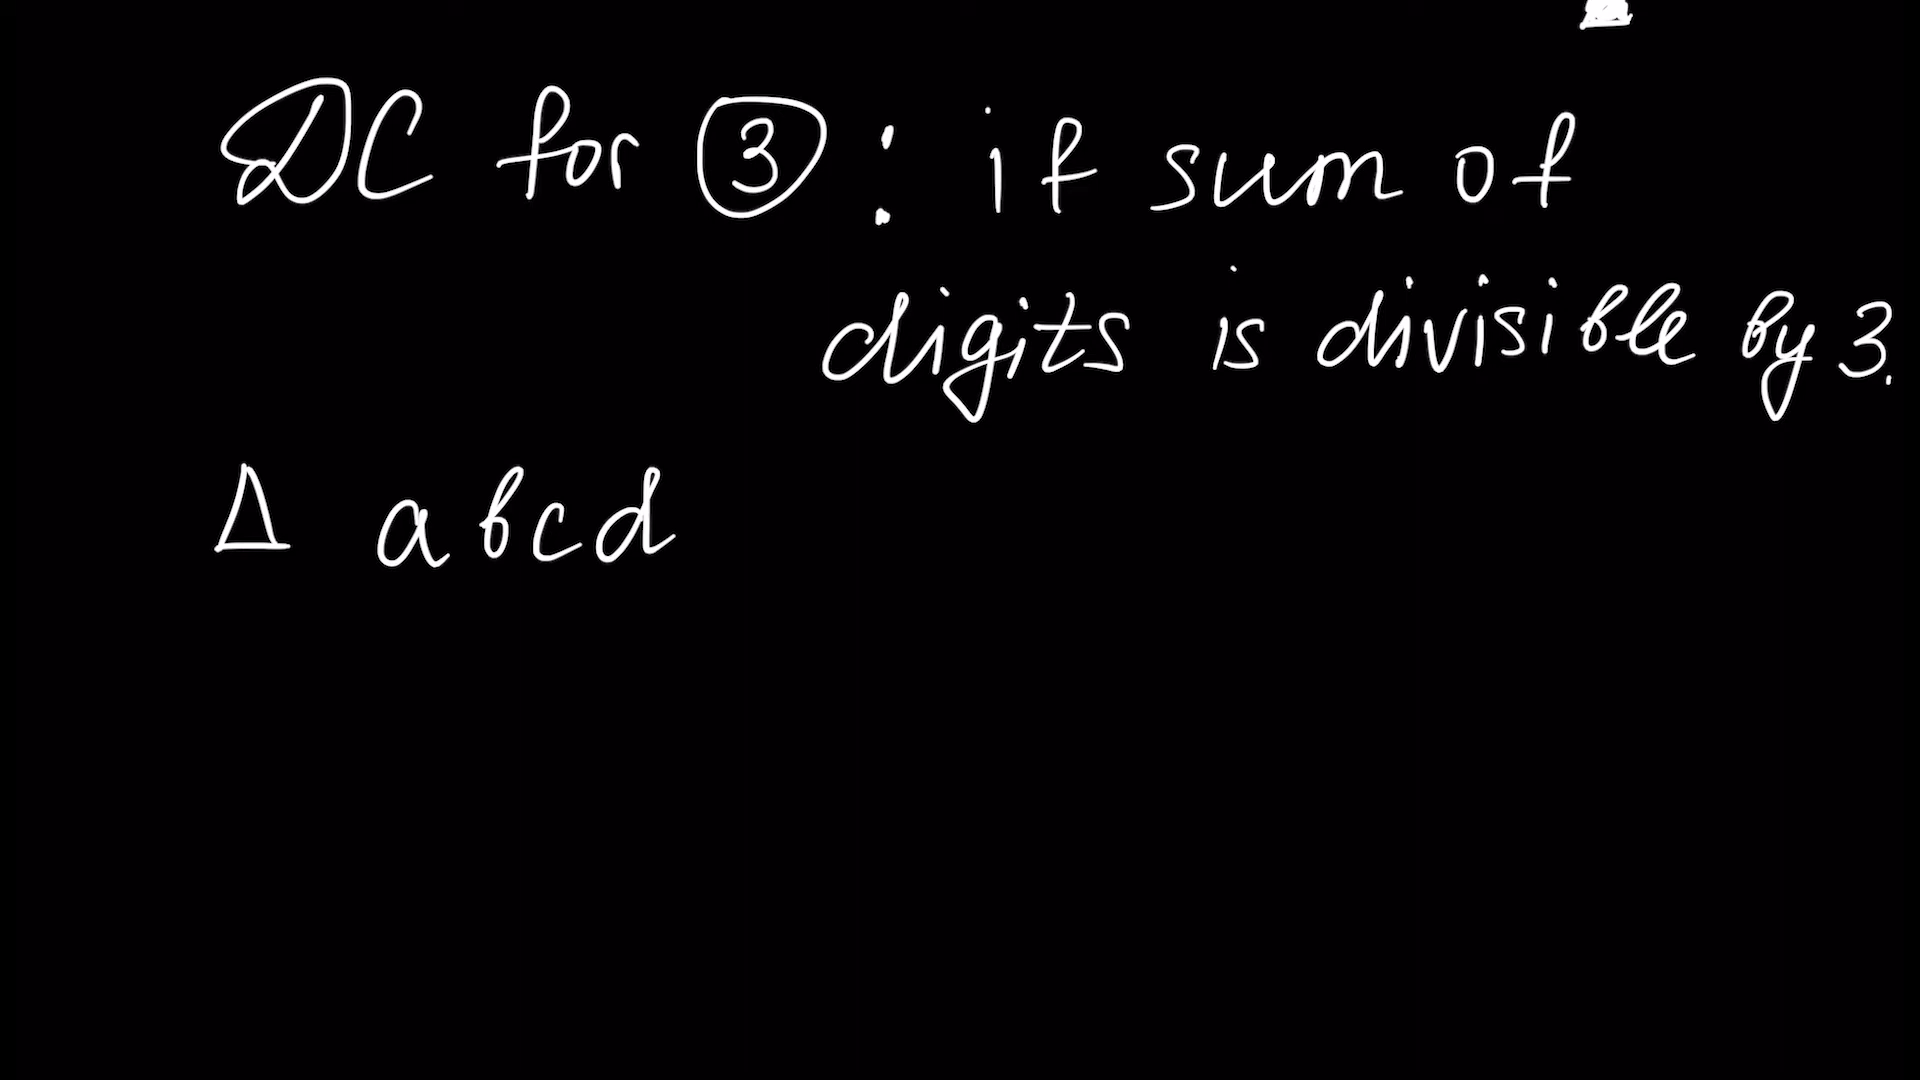 DC for 3 : if sum of
digits is divisible by 3.
Δ abcd